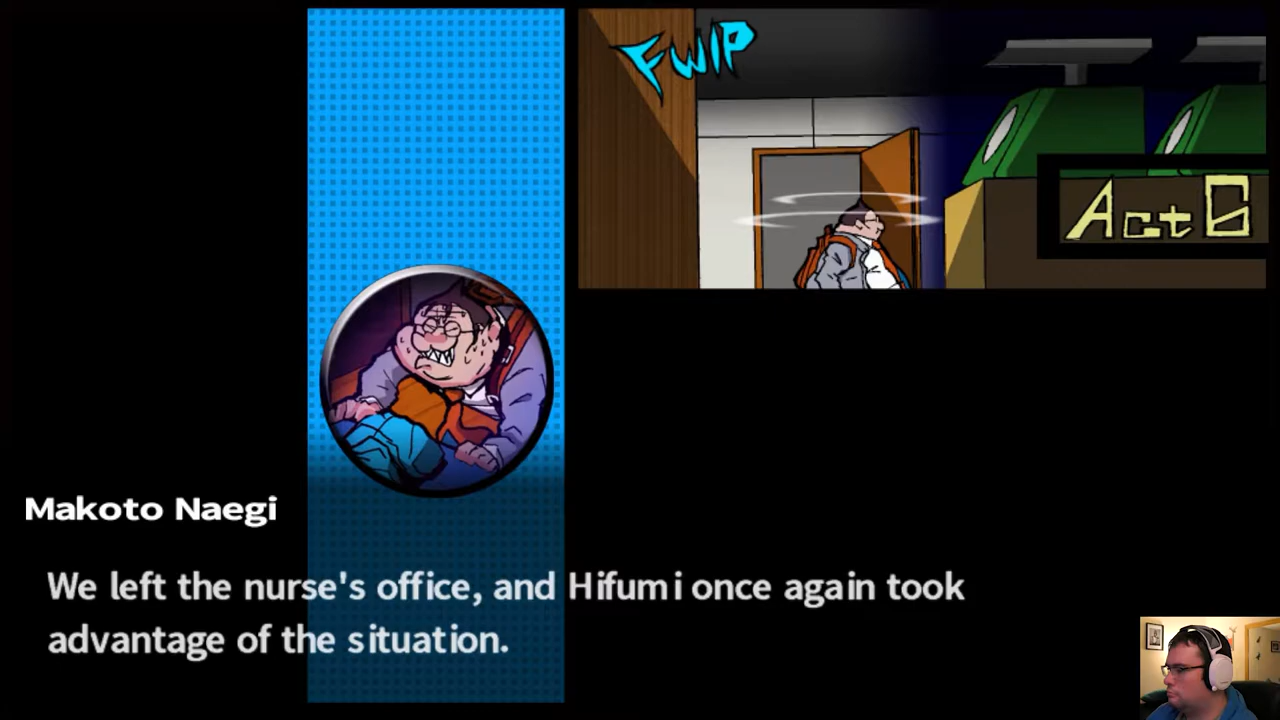 FWIP
Act 6
Makoto Naegi
We left the nurse's office, and Hifumi once again took
advantage of the situation.